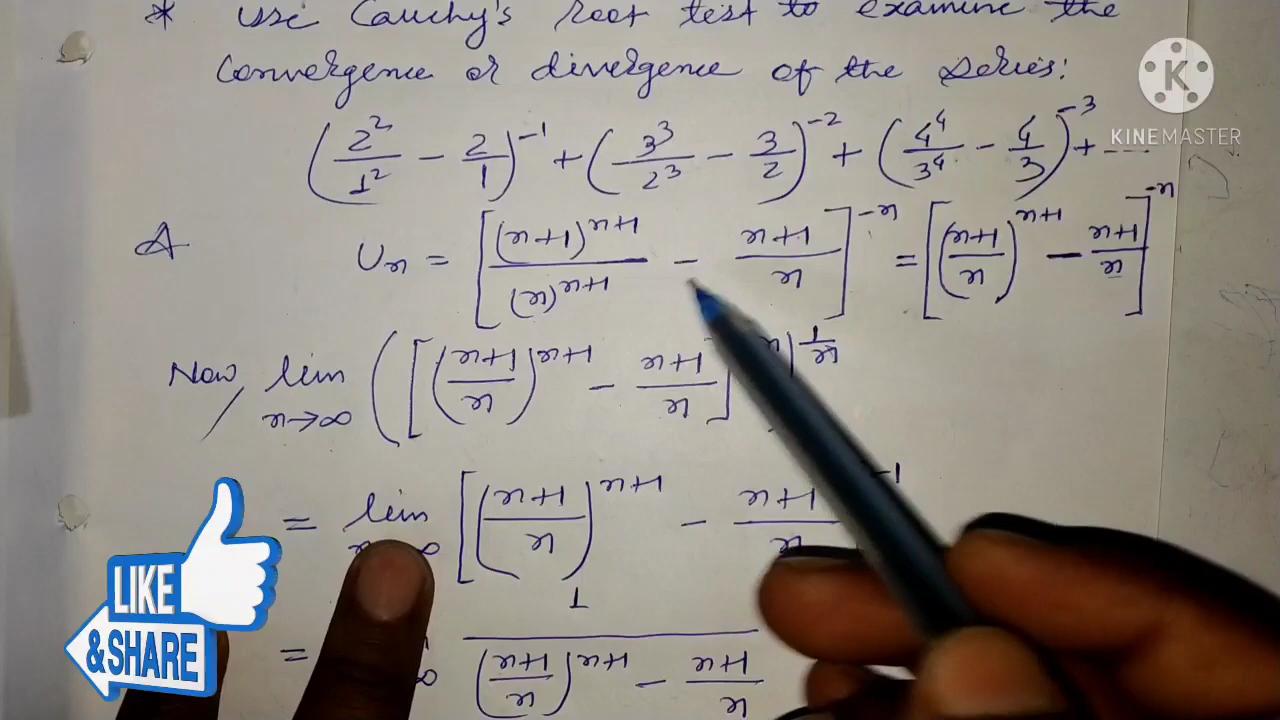 * Use Cauchy's root test to examine the
convergence or divergence of the series:
KINEMASTER
(2²/1² - 2/1)⁻¹ + (3³/2³ - 3/2)⁻² + (4⁴/3⁴ - 4/3)⁻³ + ...
A Uₙ = [(n+1)ⁿ⁺¹/(n)ⁿ⁺¹ - (n+1)/n]⁻ⁿ = [((n+1)/n)ⁿ⁺¹ - (n+1)/n]⁻ⁿ
Now, lim n→∞ ([((n+1)/n)ⁿ⁺¹ - (n+1)/n]
= lim [((n+1)/n)ⁿ⁺¹ - (n+1)/n
= 1/(((n+1)/n)ⁿ⁺¹ - (n+1)/n)
LIKE
&SHARE